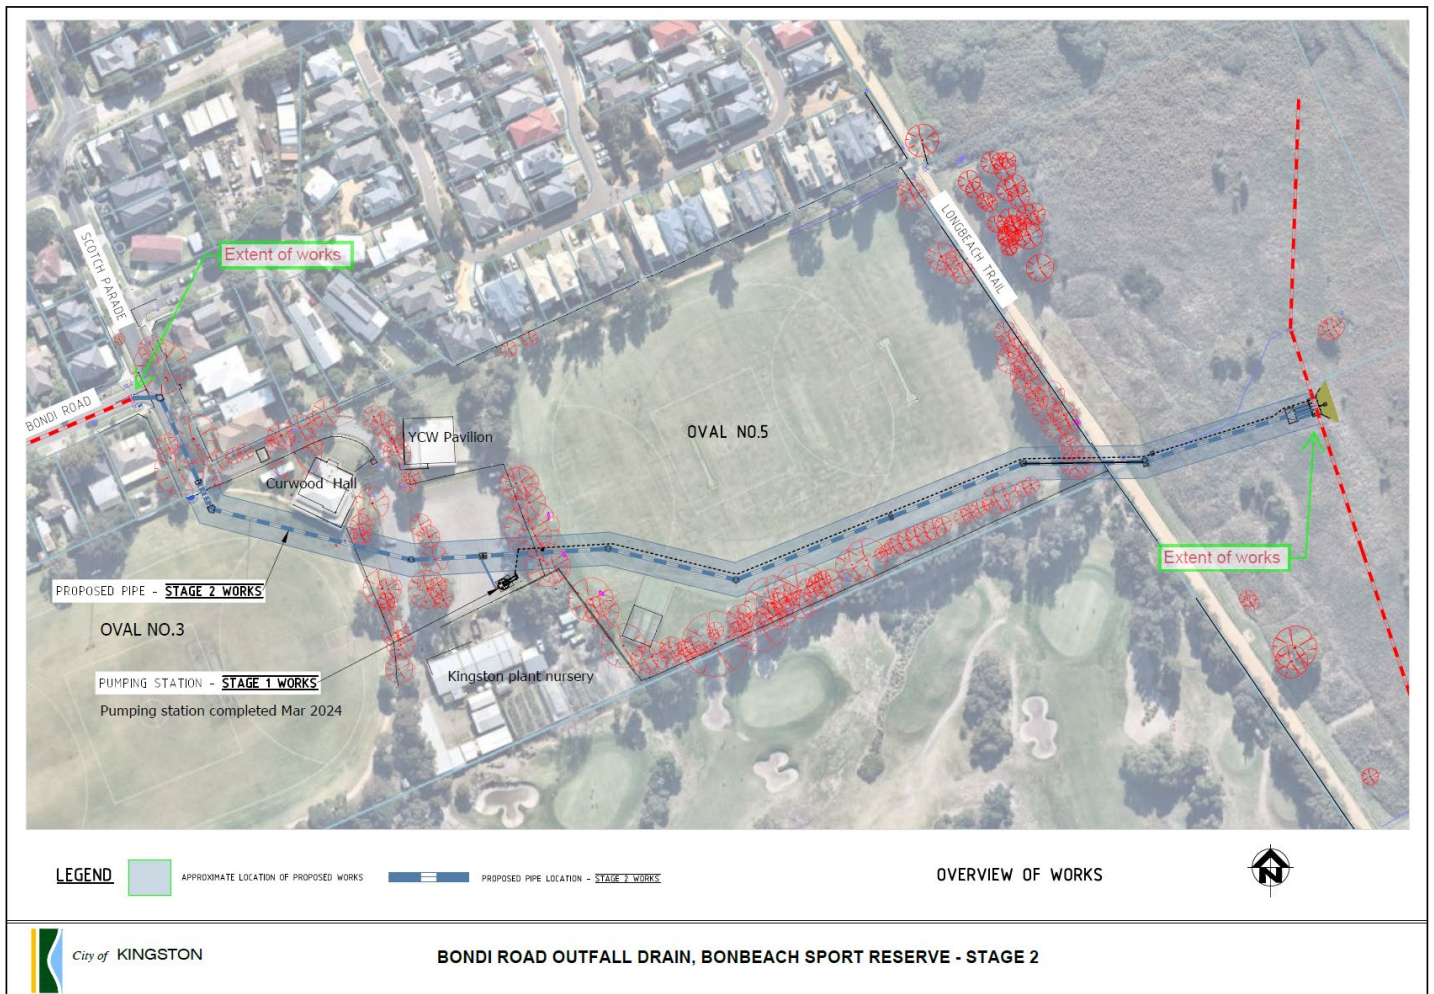 SCOTCH PARADE
Extent of works
LONGBEACH TRAIL
BONDI ROAD
YCW Pavilion
OVAL NO.5
Curwood Hall
Extent of works
PROPOSED PIPE - STAGE 2 WORKS
OVAL NO.3
Kingston plant nursery
PUMPING STATION - STAGE 1 WORKS
Pumping station completed Mar 2024
LEGEND
APPROXIMATE LOCATION OF PROPOSED WORKS
PROPOSED PIPE LOCATION - STAGE 2 WORKS
OVERVIEW OF WORKS
N
City of KINGSTON
BONDI ROAD OUTFALL DRAIN, BONBEACH SPORT RESERVE - STAGE 2